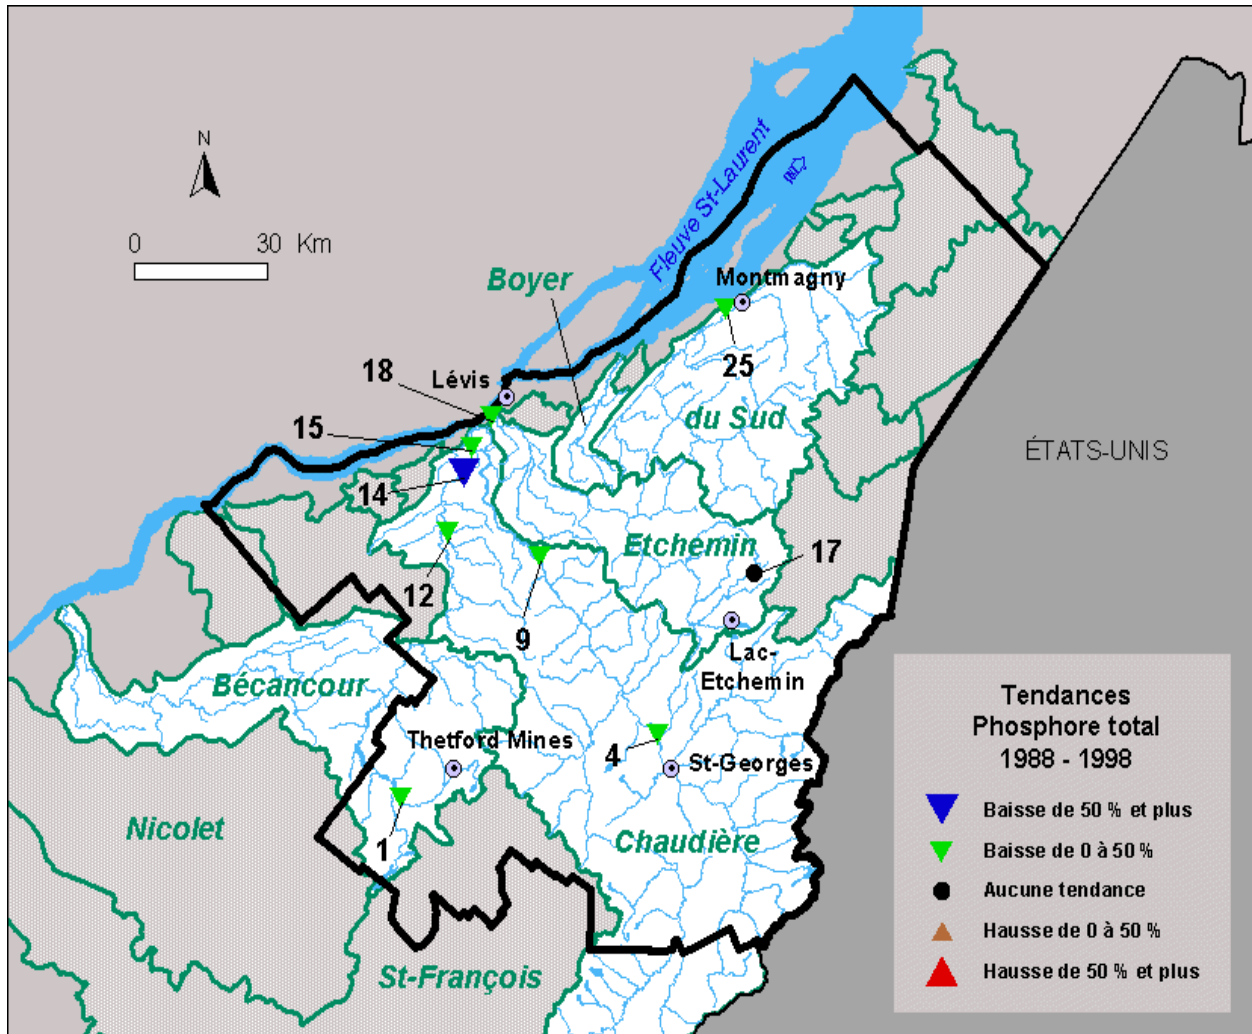 N
0 30 Km
Fleuve St-Laurent
Boyer
Montmagny
25
18
Lévis
15
du Sud
14
ÉTATS-UNIS
Etchemin
17
12
9
Lac-
Etchemin
Bécancour
Thetford Mines
4
St-Georges
Nicolet
1
Chaudière
St-François
Tendances
Phosphore total
1988 - 1998
Baisse de 50 % et plus
Baisse de 0 à 50 %
Aucune tendance
Hausse de 0 à 50 %
Hausse de 50 % et plus